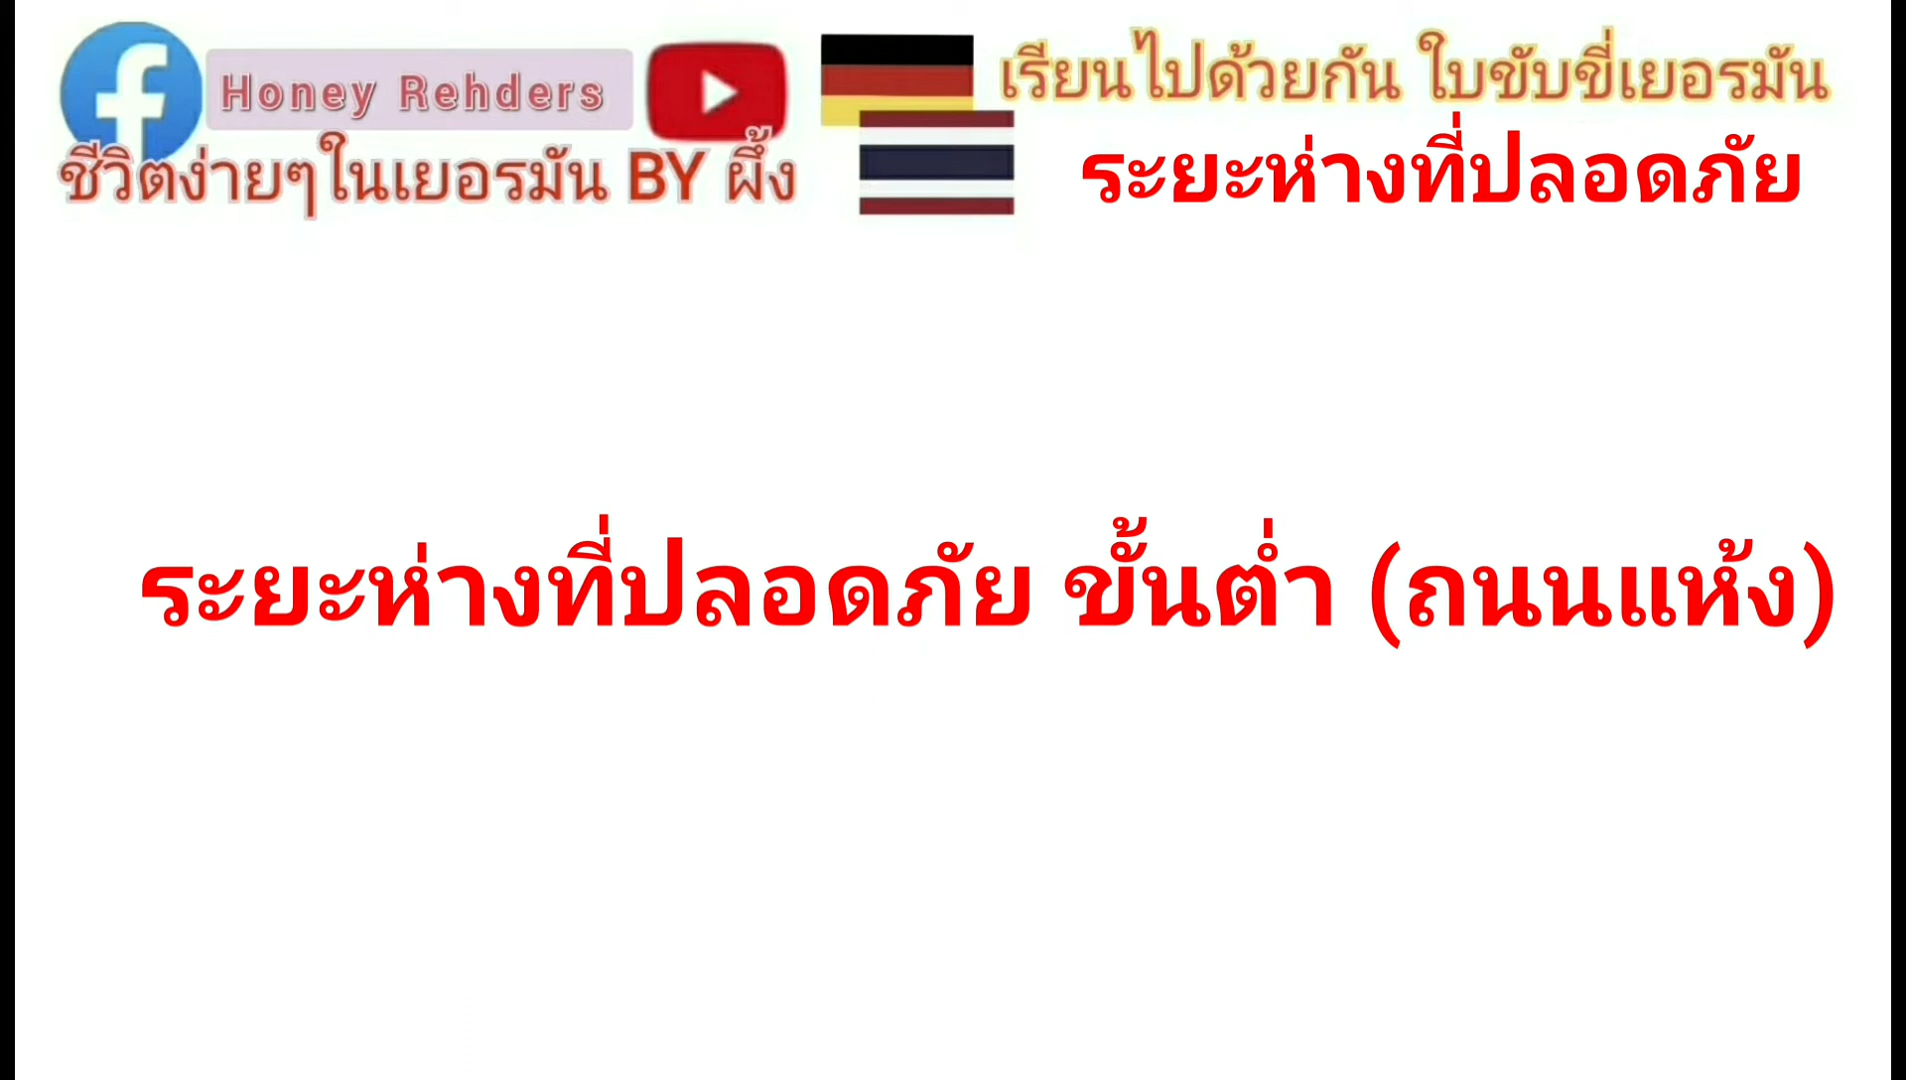 Honey Rehders
ชีวิตง่ายๆในเยอรมัน BY ผึ้ง
เรียนไปด้วยกัน ใบขับขี่เยอรมัน
ระยะห่างที่ปลอดภัย
ระยะห่างที่ปลอดภัย ขั้นต่ำ (ถนนแห้ง)